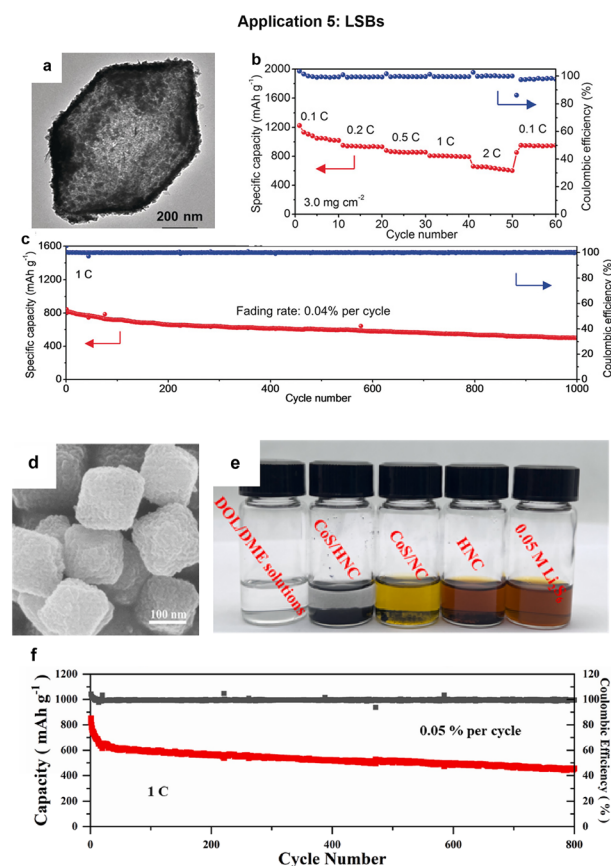 Application 5: LSBs
a
200 nm
b
Specific capacity (mAh g⁻¹)
2000
1600
1200
800
400
0
0.1 C
0.2 C
0.5 C
1 C
2 C
0.1 C
3.0 mg cm⁻²
0 10 20 30 40 50 60
Cycle number
100
80
60
40
20
0
Coulombic efficiency (%)
c
Specific capacity (mAh g⁻¹)
1600
1200
800
400
0
1 C
Fading rate: 0.04% per cycle
0 200 400 600 800 1000
Cycle number
100
80
60
40
20
0
Coulombic efficiency (%)
d
100 nm
e
DOL/DME solutions
CoS/HNC
CoS/NC
HNC
0.05 M
f
Capacity ( mAh g⁻¹)
1200
1000
800
600
400
200
0
0.05 % per cycle
1 C
0 200 400 600 800
Cycle Number
120
100
80
60
40
20
0
Coulombic Efficiency (%)